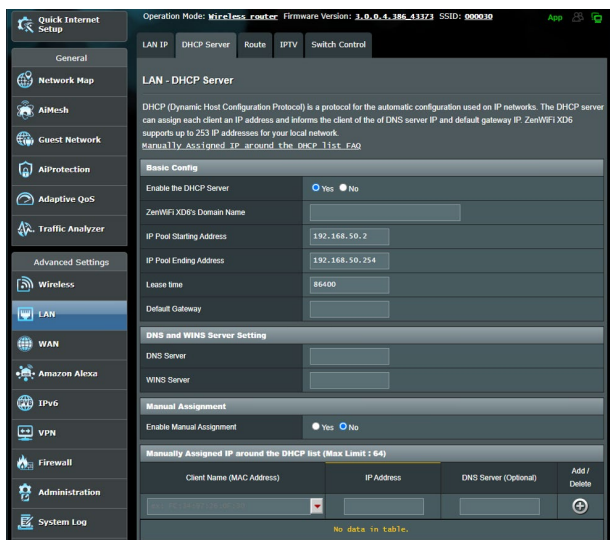 Quick Internet
Setup
Operation Mode: Wireless router Firmware Version: 3.0.0.4.386_43373 SSID: 000030
App
LAN IP DHCP Server Route IPTV Switch Control
General
Network Map
AiMesh
Guest Network
AiProtection
Adaptive QoS
Traffic Analyzer
Advanced Settings
Wireless
LAN
WAN
Amazon Alexa
IPv6
VPN
Firewall
Administration
System Log
LAN - DHCP Server
DHCP (Dynamic Host Configuration Protocol) is a protocol for the automatic configuration used on IP networks. The DHCP server
can assign each client an IP address and informs the client of the of DNS server IP and default gateway IP. ZenWiFi XD6
supports up to 253 IP addresses for your local network.
Manually Assigned IP around the DHCP list FAQ
Basic Config
Enable the DHCP Server Yes No
ZenWiFi XD6's Domain Name
IP Pool Starting Address 192.168.50.2
IP Pool Ending Address 192.168.50.254
Lease time 86400
Default Gateway
DNS and WINS Server Setting
DNS Server
WINS Server
Manual Assignment
Enable Manual Assignment Yes No
Manually Assigned IP around the DHCP list (Max Limit : 64)
Client Name (MAC Address) IP Address DNS Server (Optional) Add /
Delete
No data in table.